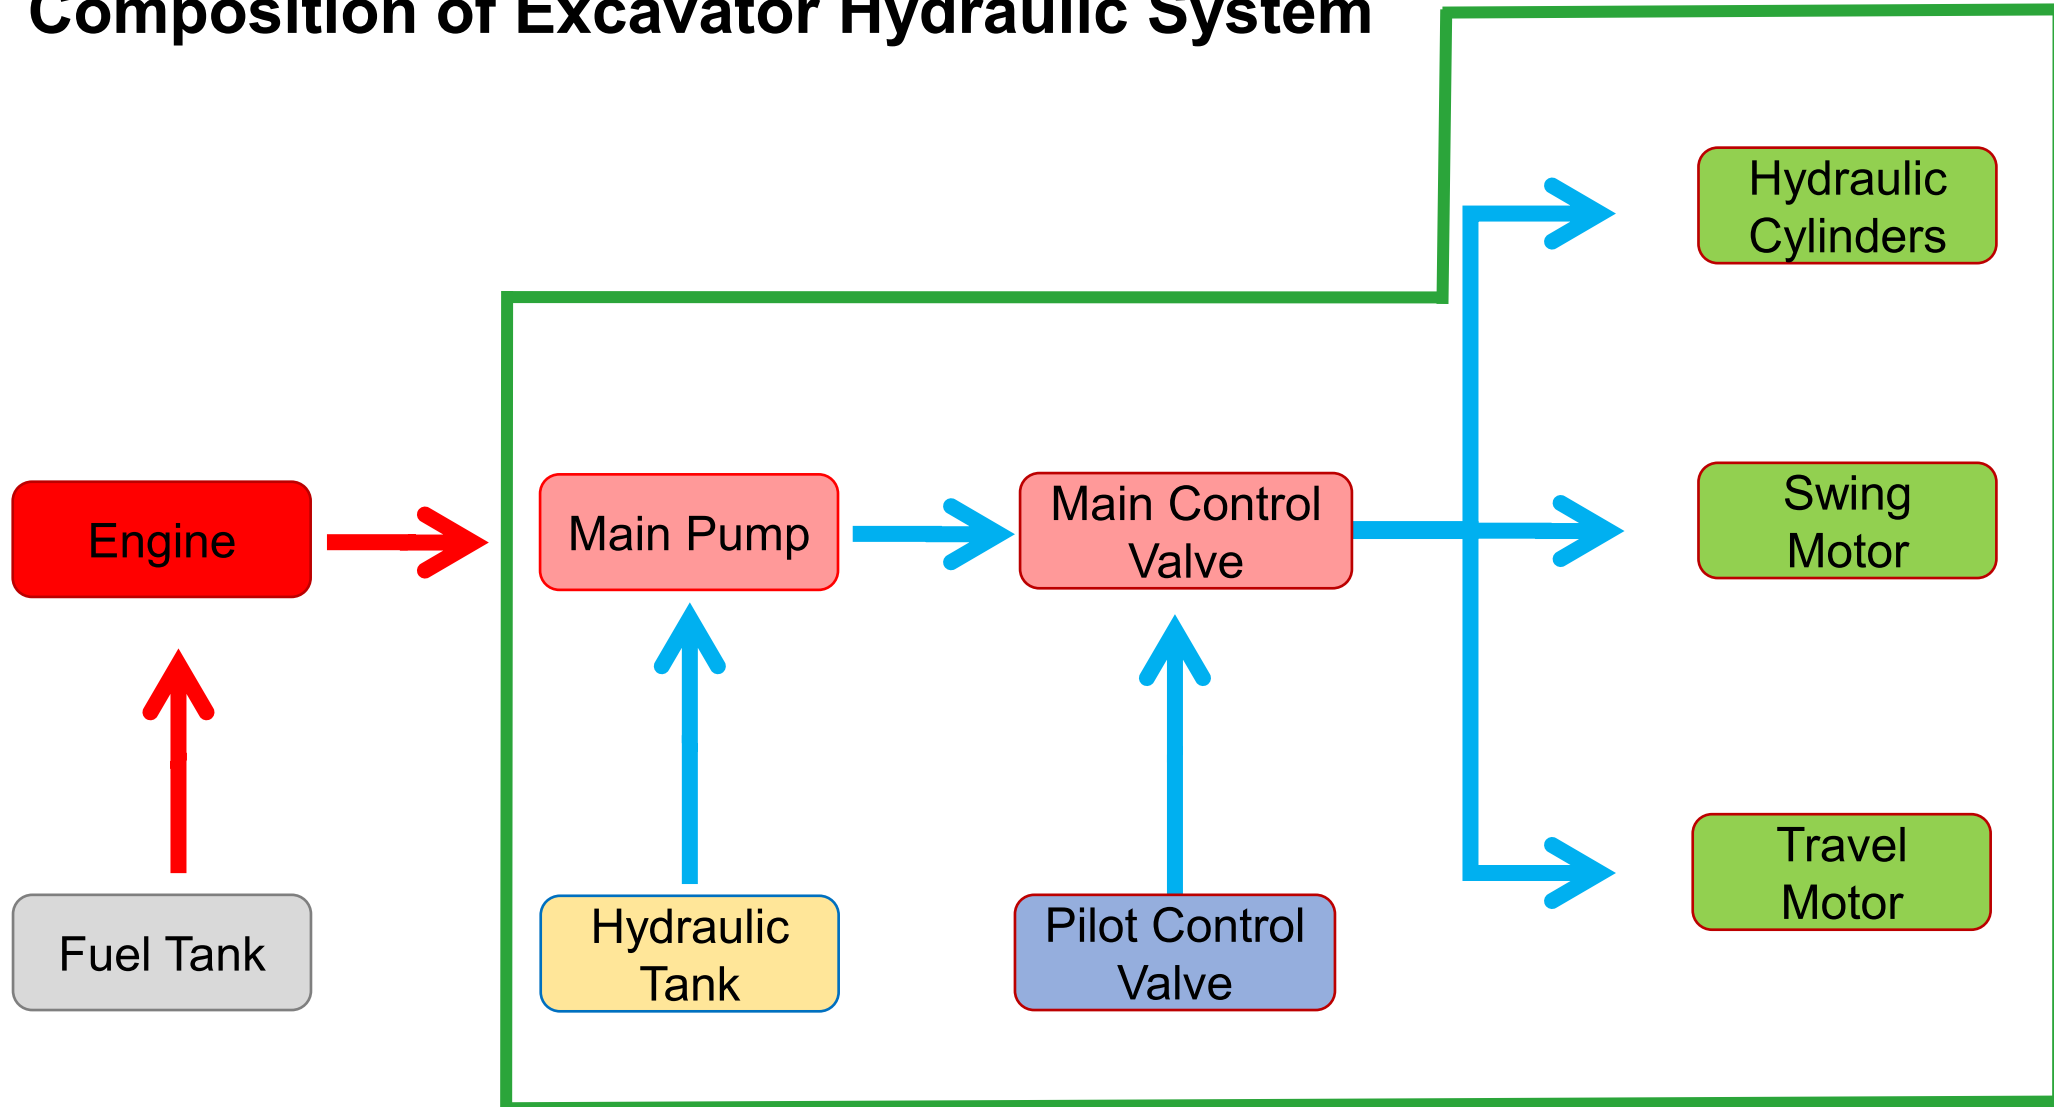 Composition of Excavator Hydraulic System
Hydraulic
Cylinders
Engine
Main Pump
Main Control
Valve
Swing
Motor
Fuel Tank
Hydraulic
Tank
Pilot Control
Valve
Travel
Motor